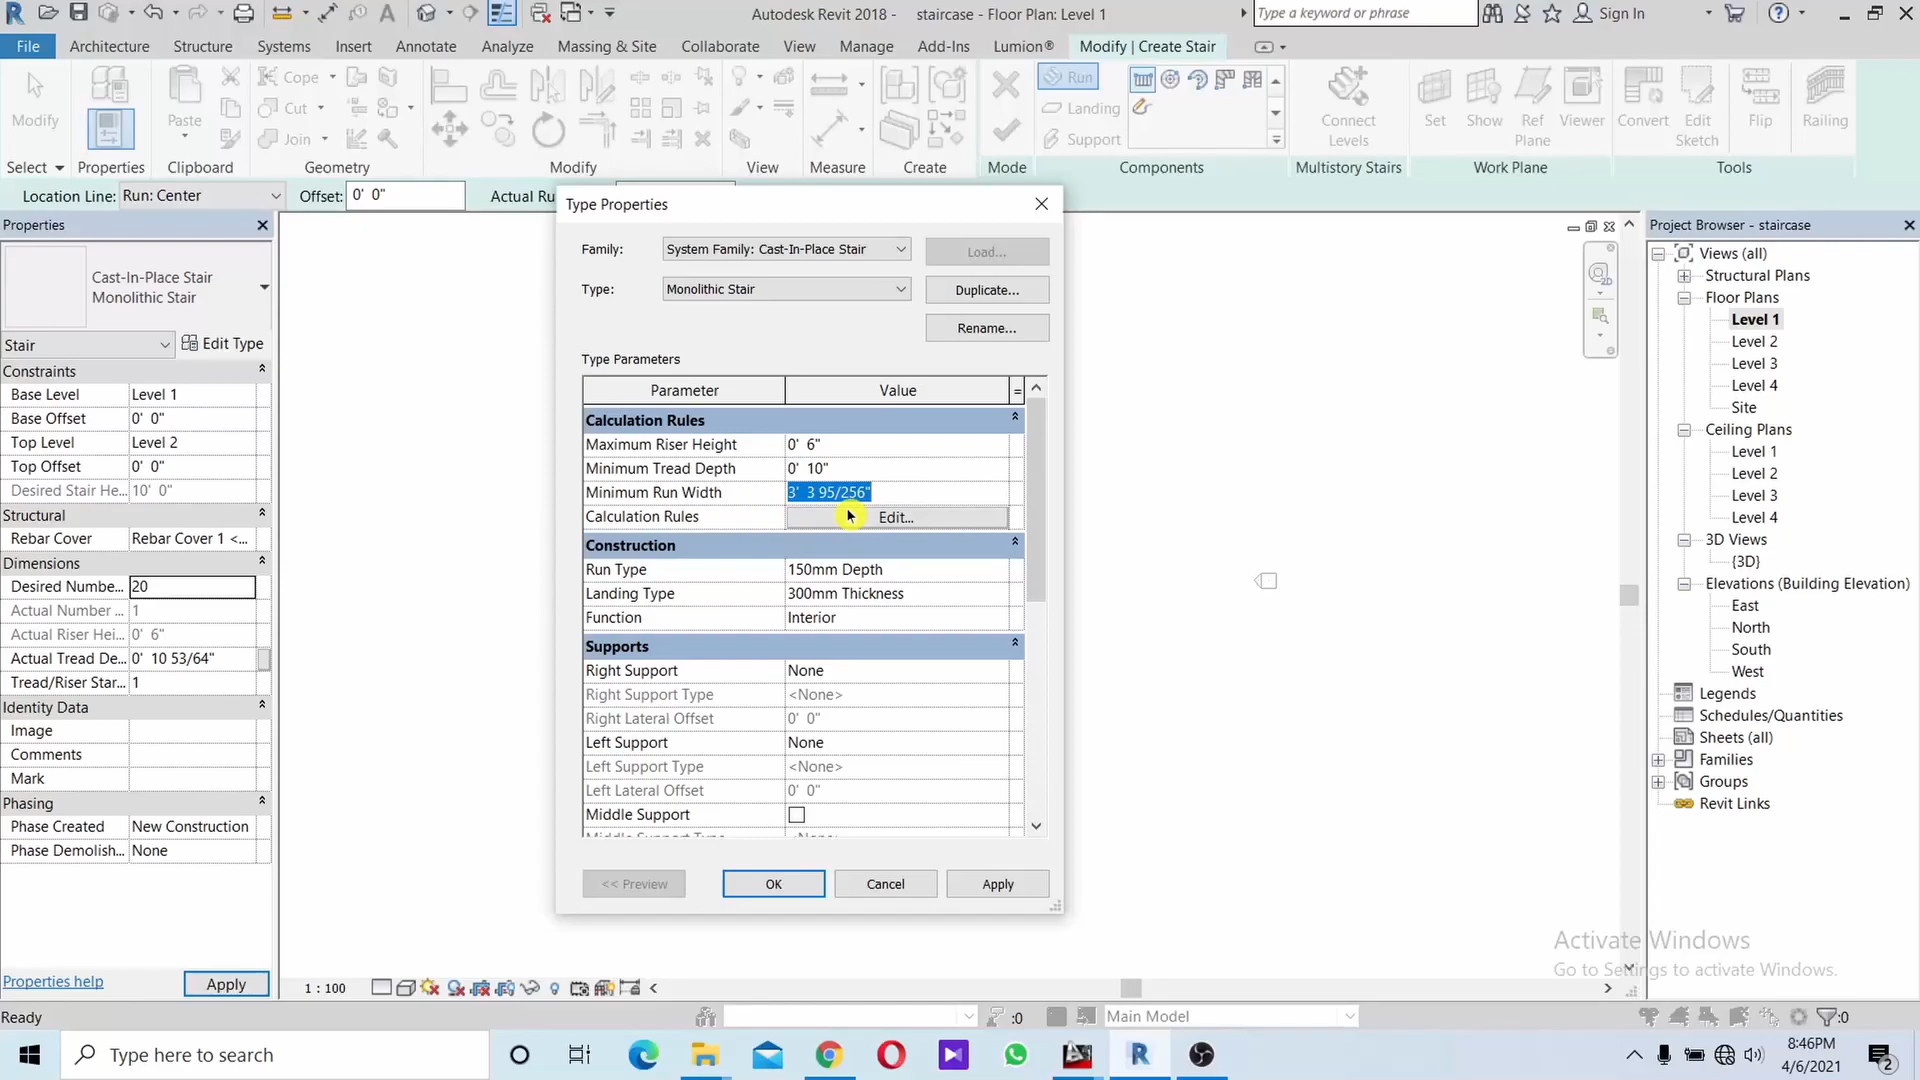 Autodesk Revit 2018 - staircase - Floor Plan: Level 1
Type a keyword or phrase
Sign In
File Architecture Structure Systems Insert Annotate Analyze Massing & Site Collaborate View Manage Add-Ins Lumion® Modify | Create Stair
Modify
Paste
Cope
Cut
Join
Run
Landing
Support
Connect Levels
Set
Show
Ref Plane
Viewer
Convert
Edit Sketch
Flip
Railing
Select Properties Clipboard Geometry Modify View Measure Create Mode Components Multistory Stairs Work Plane Tools
Location Line: Run: Center Offset: 0' 0" Actual Ru
Properties
Cast-In-Place Stair
Monolithic Stair
Stair Edit Type
Constraints
Base Level Level 1
Base Offset 0' 0"
Top Level Level 2
Top Offset 0' 0"
Desired Stair He... 10' 0"
Structural
Rebar Cover Rebar Cover 1 <...
Dimensions
Desired Numbe... 20
Actual Number ... 1
Actual Riser Hei... 0' 6"
Actual Tread De... 0' 10 53/64"
Tread/Riser Star... 1
Identity Data
Image
Comments
Mark
Phasing
Phase Created New Construction
Phase Demolish... None
Properties help Apply
Type Properties
Family: System Family: Cast-In-Place Stair Load...
Type: Monolithic Stair Duplicate...
Rename...
Type Parameters
Parameter Value =
Calculation Rules
Maximum Riser Height 0' 6"
Minimum Tread Depth 0' 10"
Minimum Run Width 3' 3 95/256"
Calculation Rules Edit...
Construction
Run Type 150mm Depth
Landing Type 300mm Thickness
Function Interior
Supports
Right Support None
Right Support Type <None>
Right Lateral Offset 0' 0"
Left Support None
Left Support Type <None>
Left Lateral Offset 0' 0"
Middle Support
Middle Support Type <None>
<< Preview OK Cancel Apply
Project Browser - staircase
Views (all)
Structural Plans
Floor Plans
Level 1
Level 2
Level 3
Level 4
Site
Ceiling Plans
Level 1
Level 2
Level 3
Level 4
3D Views
{3D}
Elevations (Building Elevation)
East
North
South
West
Legends
Schedules/Quantities
Sheets (all)
Families
Groups
Revit Links
Activate Windows
Go to Settings to activate Windows.
1 : 100
Ready :0 Main Model :0
Type here to search
8:46PM
4/6/2021
2